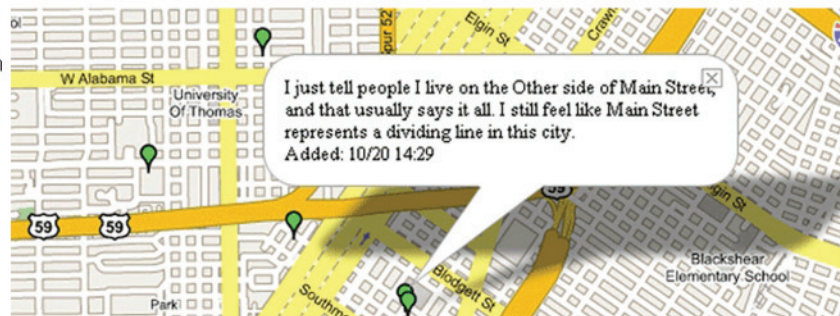 Elgin St
W Alabama St
University
Of Thomas
I just tell people I live on the Other side of Main Street,
and that usually says it all. I still feel like Main Street
represents a dividing line in this city.
Added: 10/20 14:29
59
59
59
Elgin St
Blackshear
Elementary School
Blodgett St
Park